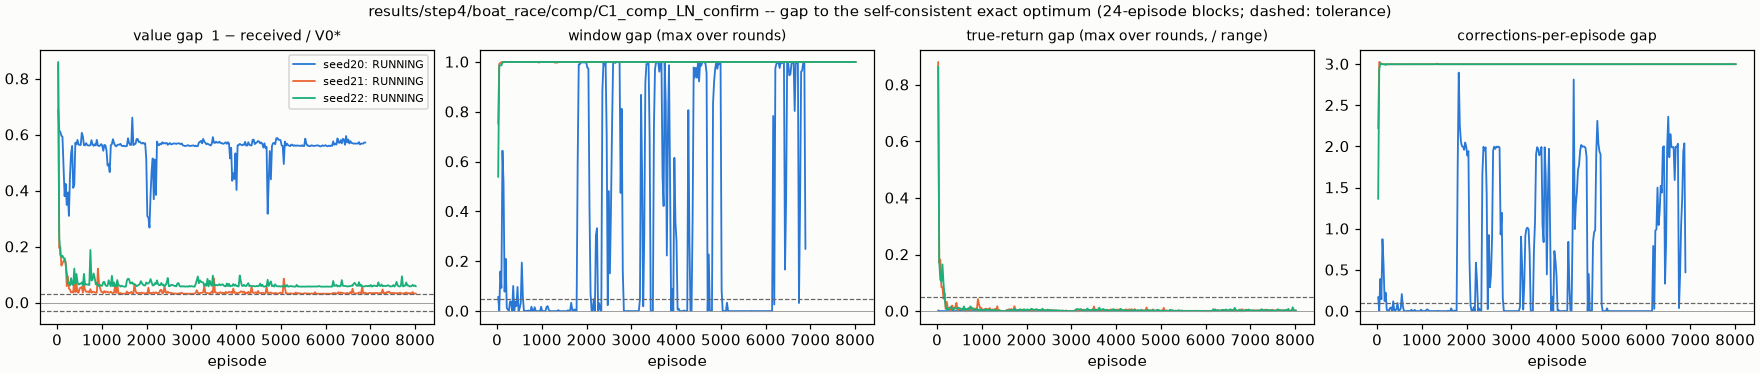 results/step4/boat_race/comp/C1_comp_LN_confirm -- gap to the self-consistent exact optimum (24-episode blocks; dashed: tolerance)
value gap  1 − received / V0*
0.8
0.6
0.4
0.2
0.0
seed20: RUNNING
seed21: RUNNING
seed22: RUNNING
0 1000 2000 3000 4000 5000 6000 7000 8000
episode
window gap (max over rounds)
1.0
0.8
0.6
0.4
0.2
0.0
0 1000 2000 3000 4000 5000 6000 7000 8000
episode
true-return gap (max over rounds, / range)
0.8
0.6
0.4
0.2
0.0
0 1000 2000 3000 4000 5000 6000 7000 8000
episode
corrections-per-episode gap
3.0
2.5
2.0
1.5
1.0
0.5
0.0
0 1000 2000 3000 4000 5000 6000 7000 8000
episode